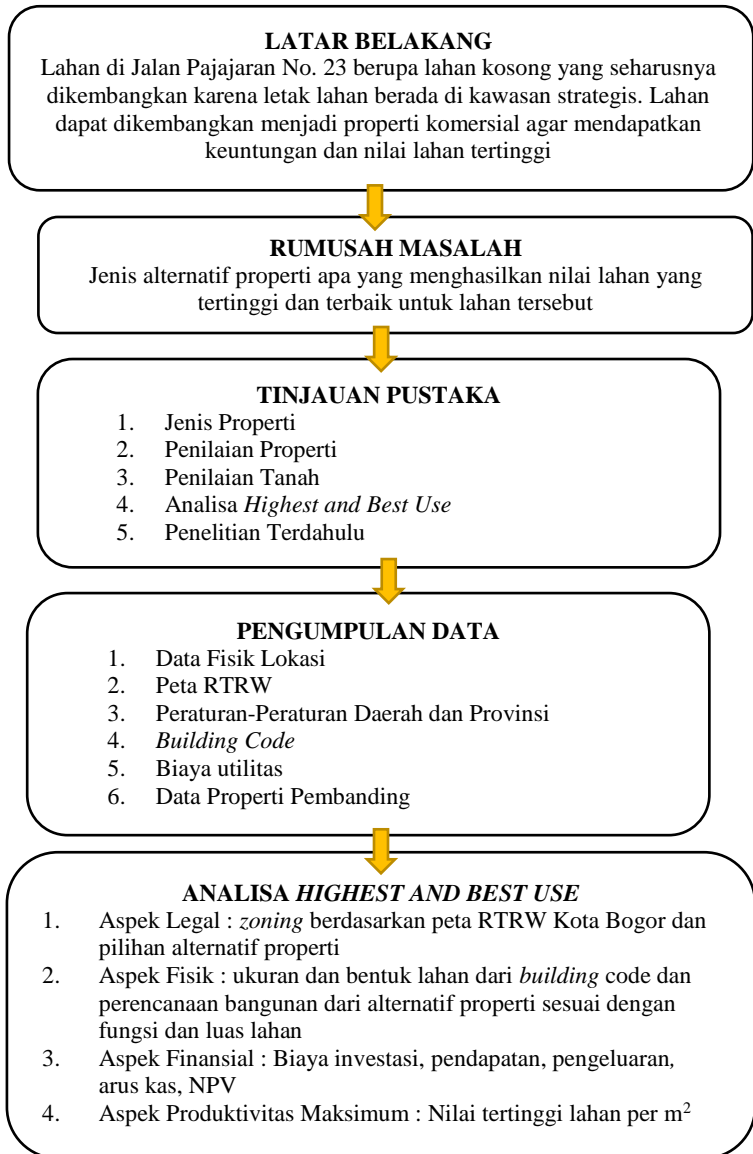 LATAR BELAKANG
Lahan di Jalan Pajajaran No. 23 berupa lahan kosong yang seharusnya
dikembangkan karena letak lahan berada di kawasan strategis. Lahan
dapat dikembangkan menjadi properti komersial agar mendapatkan
keuntungan dan nilai lahan tertinggi
RUMUSAH MASALAH
Jenis alternatif properti apa yang menghasilkan nilai lahan yang
tertinggi dan terbaik untuk lahan tersebut
TINJAUAN PUSTAKA
1. Jenis Properti
2. Penilaian Properti
3. Penilaian Tanah
4. Analisa Highest and Best Use
5. Penelitian Terdahulu
PENGUMPULAN DATA
1. Data Fisik Lokasi
2. Peta RTRW
3. Peraturan-Peraturan Daerah dan Provinsi
4. Building Code
5. Biaya utilitas
6. Data Properti Pembanding
ANALISA HIGHEST AND BEST USE
1. Aspek Legal : zoning berdasarkan peta RTRW Kota Bogor dan
pilihan alternatif properti
2. Aspek Fisik : ukuran dan bentuk lahan dari building code dan
perencanaan bangunan dari alternatif properti sesuai dengan
fungsi dan luas lahan
3. Aspek Finansial : Biaya investasi, pendapatan, pengeluaran,
arus kas, NPV
4. Aspek Produktivitas Maksimum : Nilai tertinggi lahan per m²